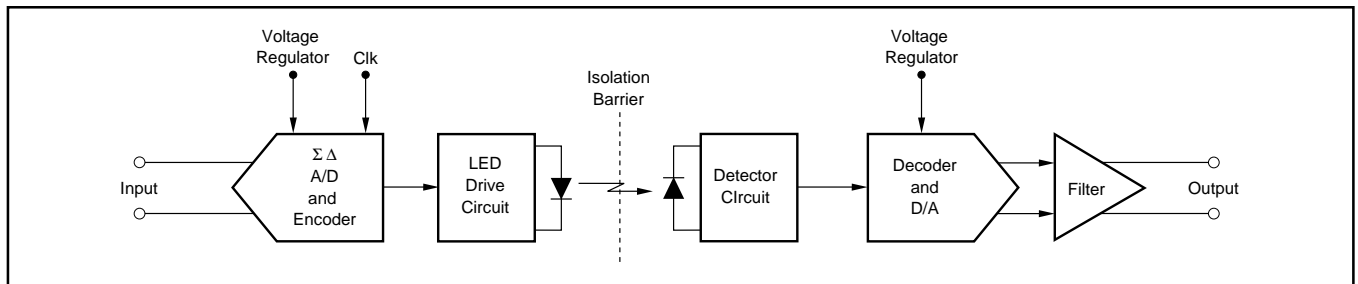 Voltage
Regulator
Clk
Isolation
Barrier
Voltage
Regulator
Input
Σ Δ
A/D
and
Encoder
LED
Drive
Circuit
Detector
CIrcuit
Decoder
and
D/A
Filter
Output